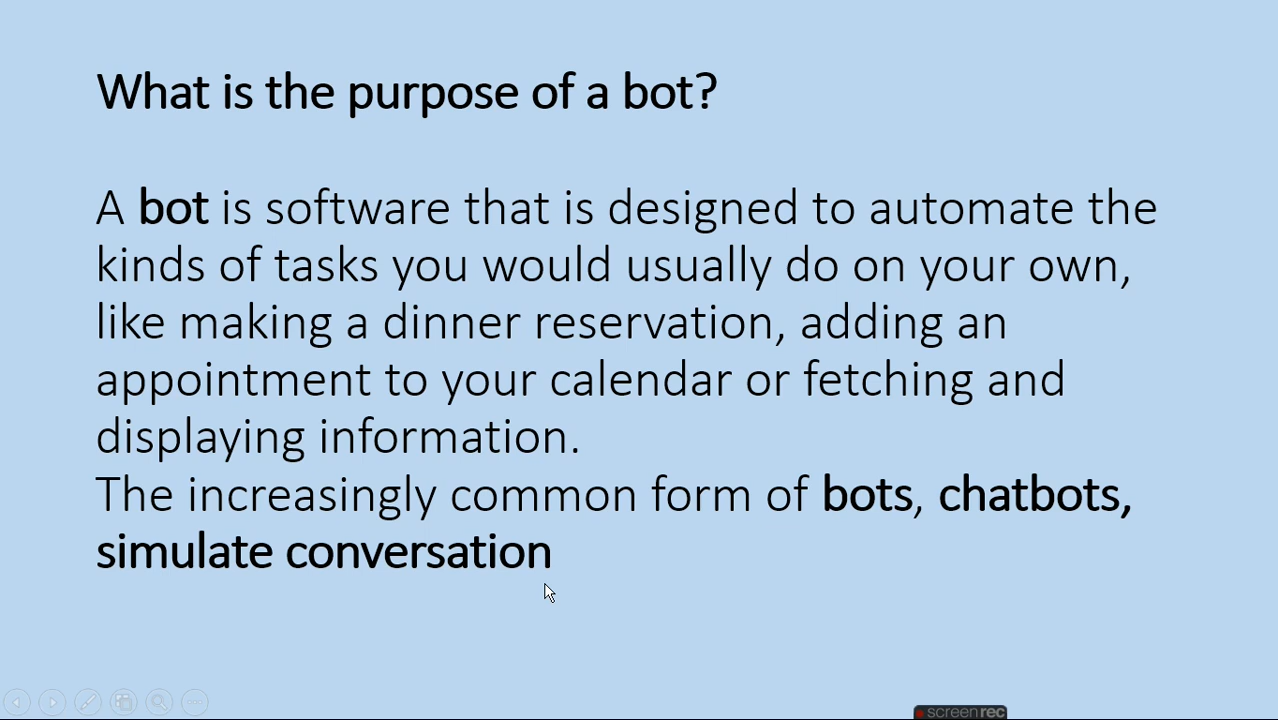 What is the purpose of a bot?
A bot is software that is designed to automate the
kinds of tasks you would usually do on your own,
like making a dinner reservation, adding an
appointment to your calendar or fetching and
displaying information.
The increasingly common form of bots, chatbots,
simulate conversation
screenrec